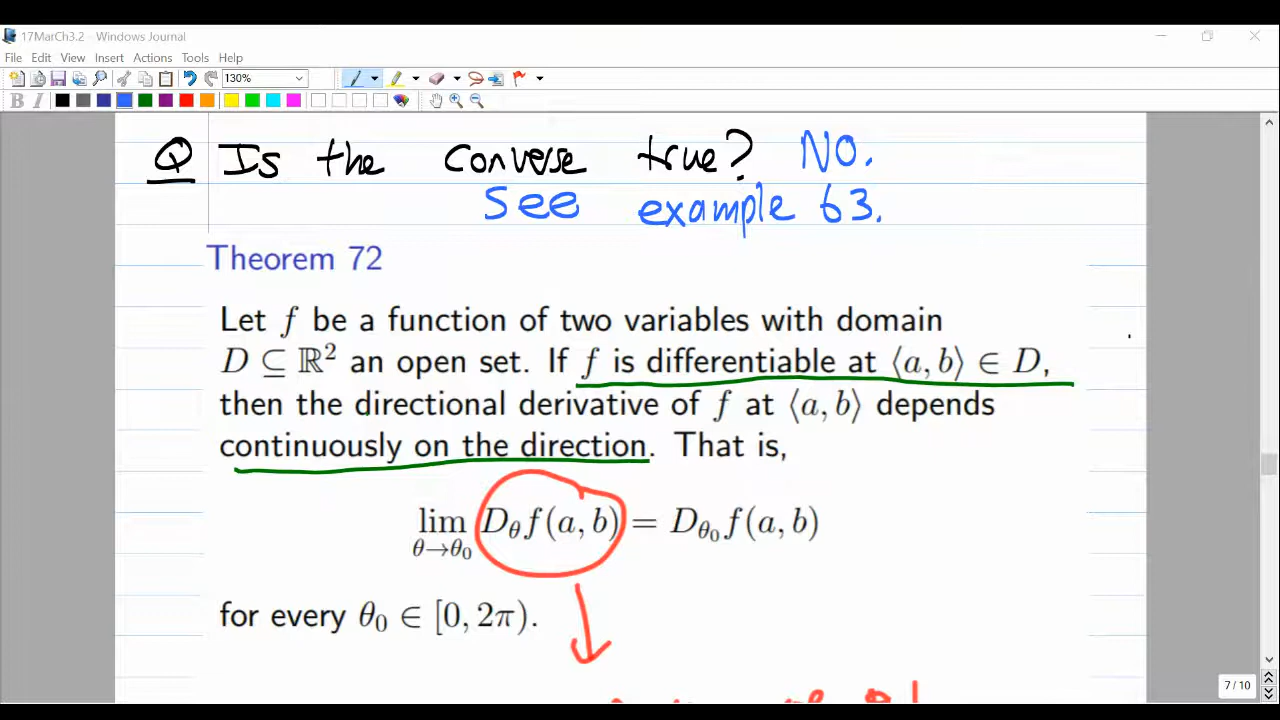 17MarCh3.2 - Windows Journal
File Edit View Insert Actions Tools Help
130%
B I
Q Is the converse true? NO.
See example 63.
Theorem 72
Let f be a function of two variables with domain
D ⊆ ℝ² an open set. If f is differentiable at ⟨a, b⟩ ∈ D,
then the directional derivative of f at ⟨a, b⟩ depends
continuously on the direction. That is,
lim_{θ→θ₀} D_θ f(a, b) = D_{θ₀} f(a, b)
for every θ₀ ∈ [0, 2π).
7 / 10